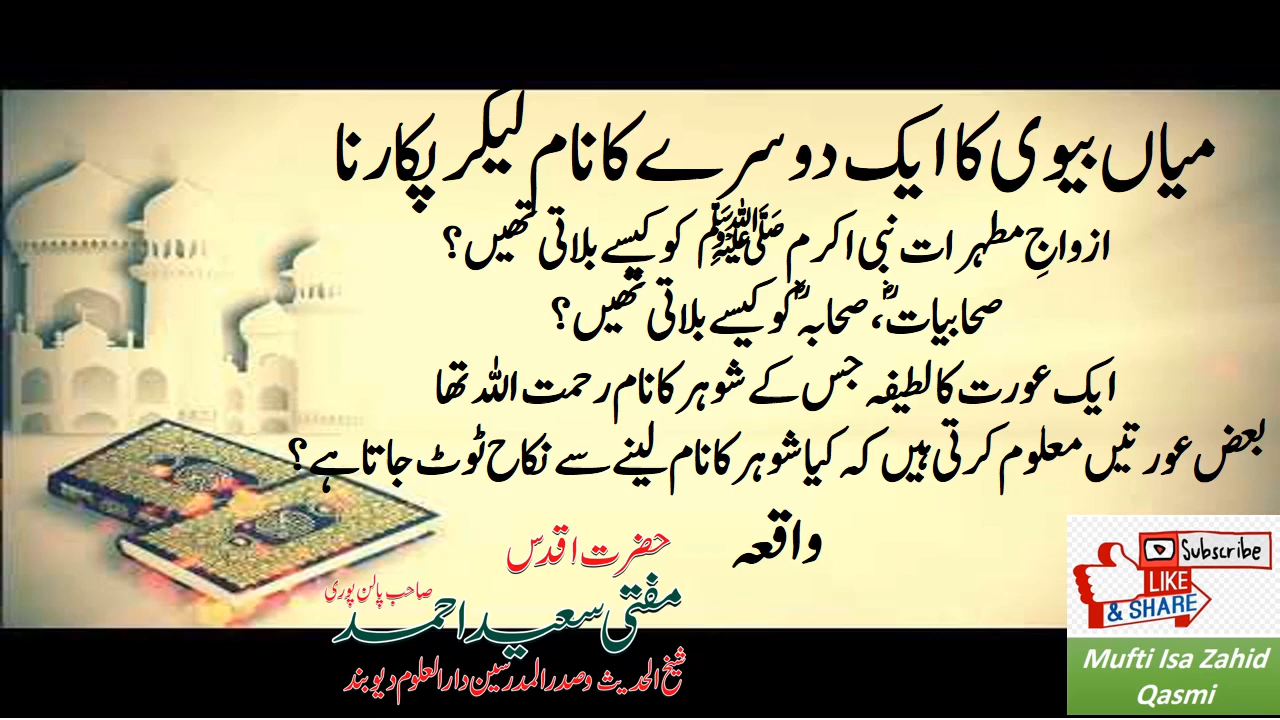 میاں بیوی کا ایک دوسرے کا نام لیکر پکارنا
ازواجِ مطہرات نبی اکرم ﷺ کو کیسے بلاتی تھیں؟
صحابیاتؓ، صحابہؓ کو کیسے بلاتی تھیں؟
ایک عورت کا لطیفہ جس کے شوہر کا نام رحمت اللہ تھا
بعض عورتیں معلوم کرتی ہیں کہ کیا شوہر کا نام لینے سے نکاح ٹوٹ جاتا ہے؟
واقعہ
حضرت اقدس
مفتی سعید احمد صاحب پالن پوری
شیخ الحدیث وصدر المدرسین دارالعلوم دیوبند
Subscribe
LIKE
& SHARE
Mufti Isa Zahid
Qasmi